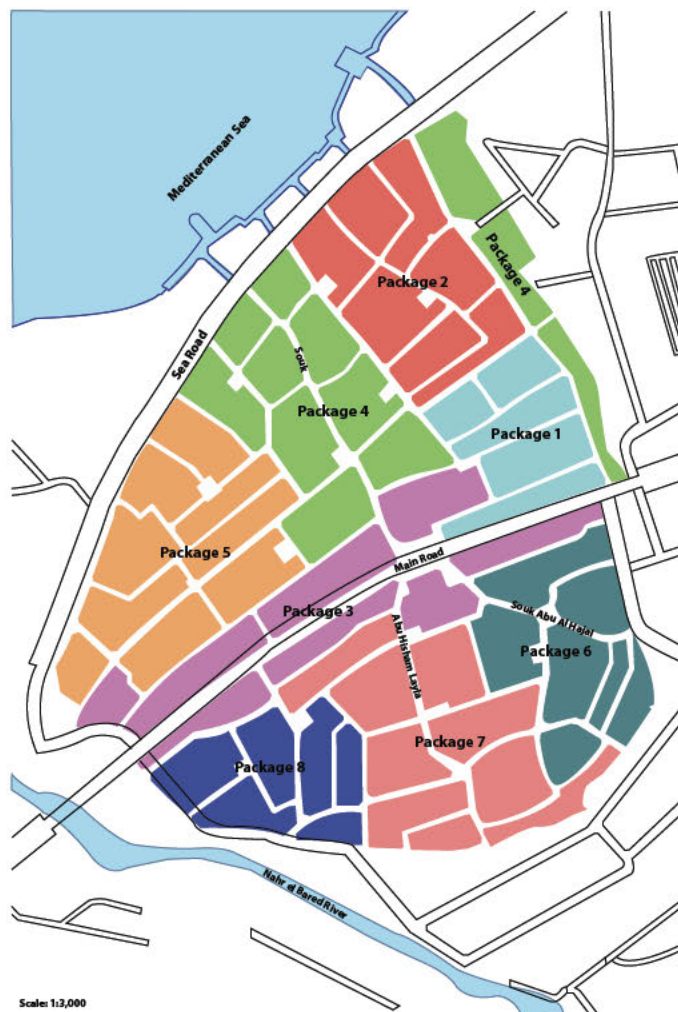 Mediterranean Sea
Package 4
Package 2
Sea Road
Souk
Package 4
Package 1
Package 5
Main Road
Package 3
Souk Abu Al Hajal
Abu Hisham Layla
Package 6
Package 7
Package 8
Nahr el Bared River
Scale: 1:3,000